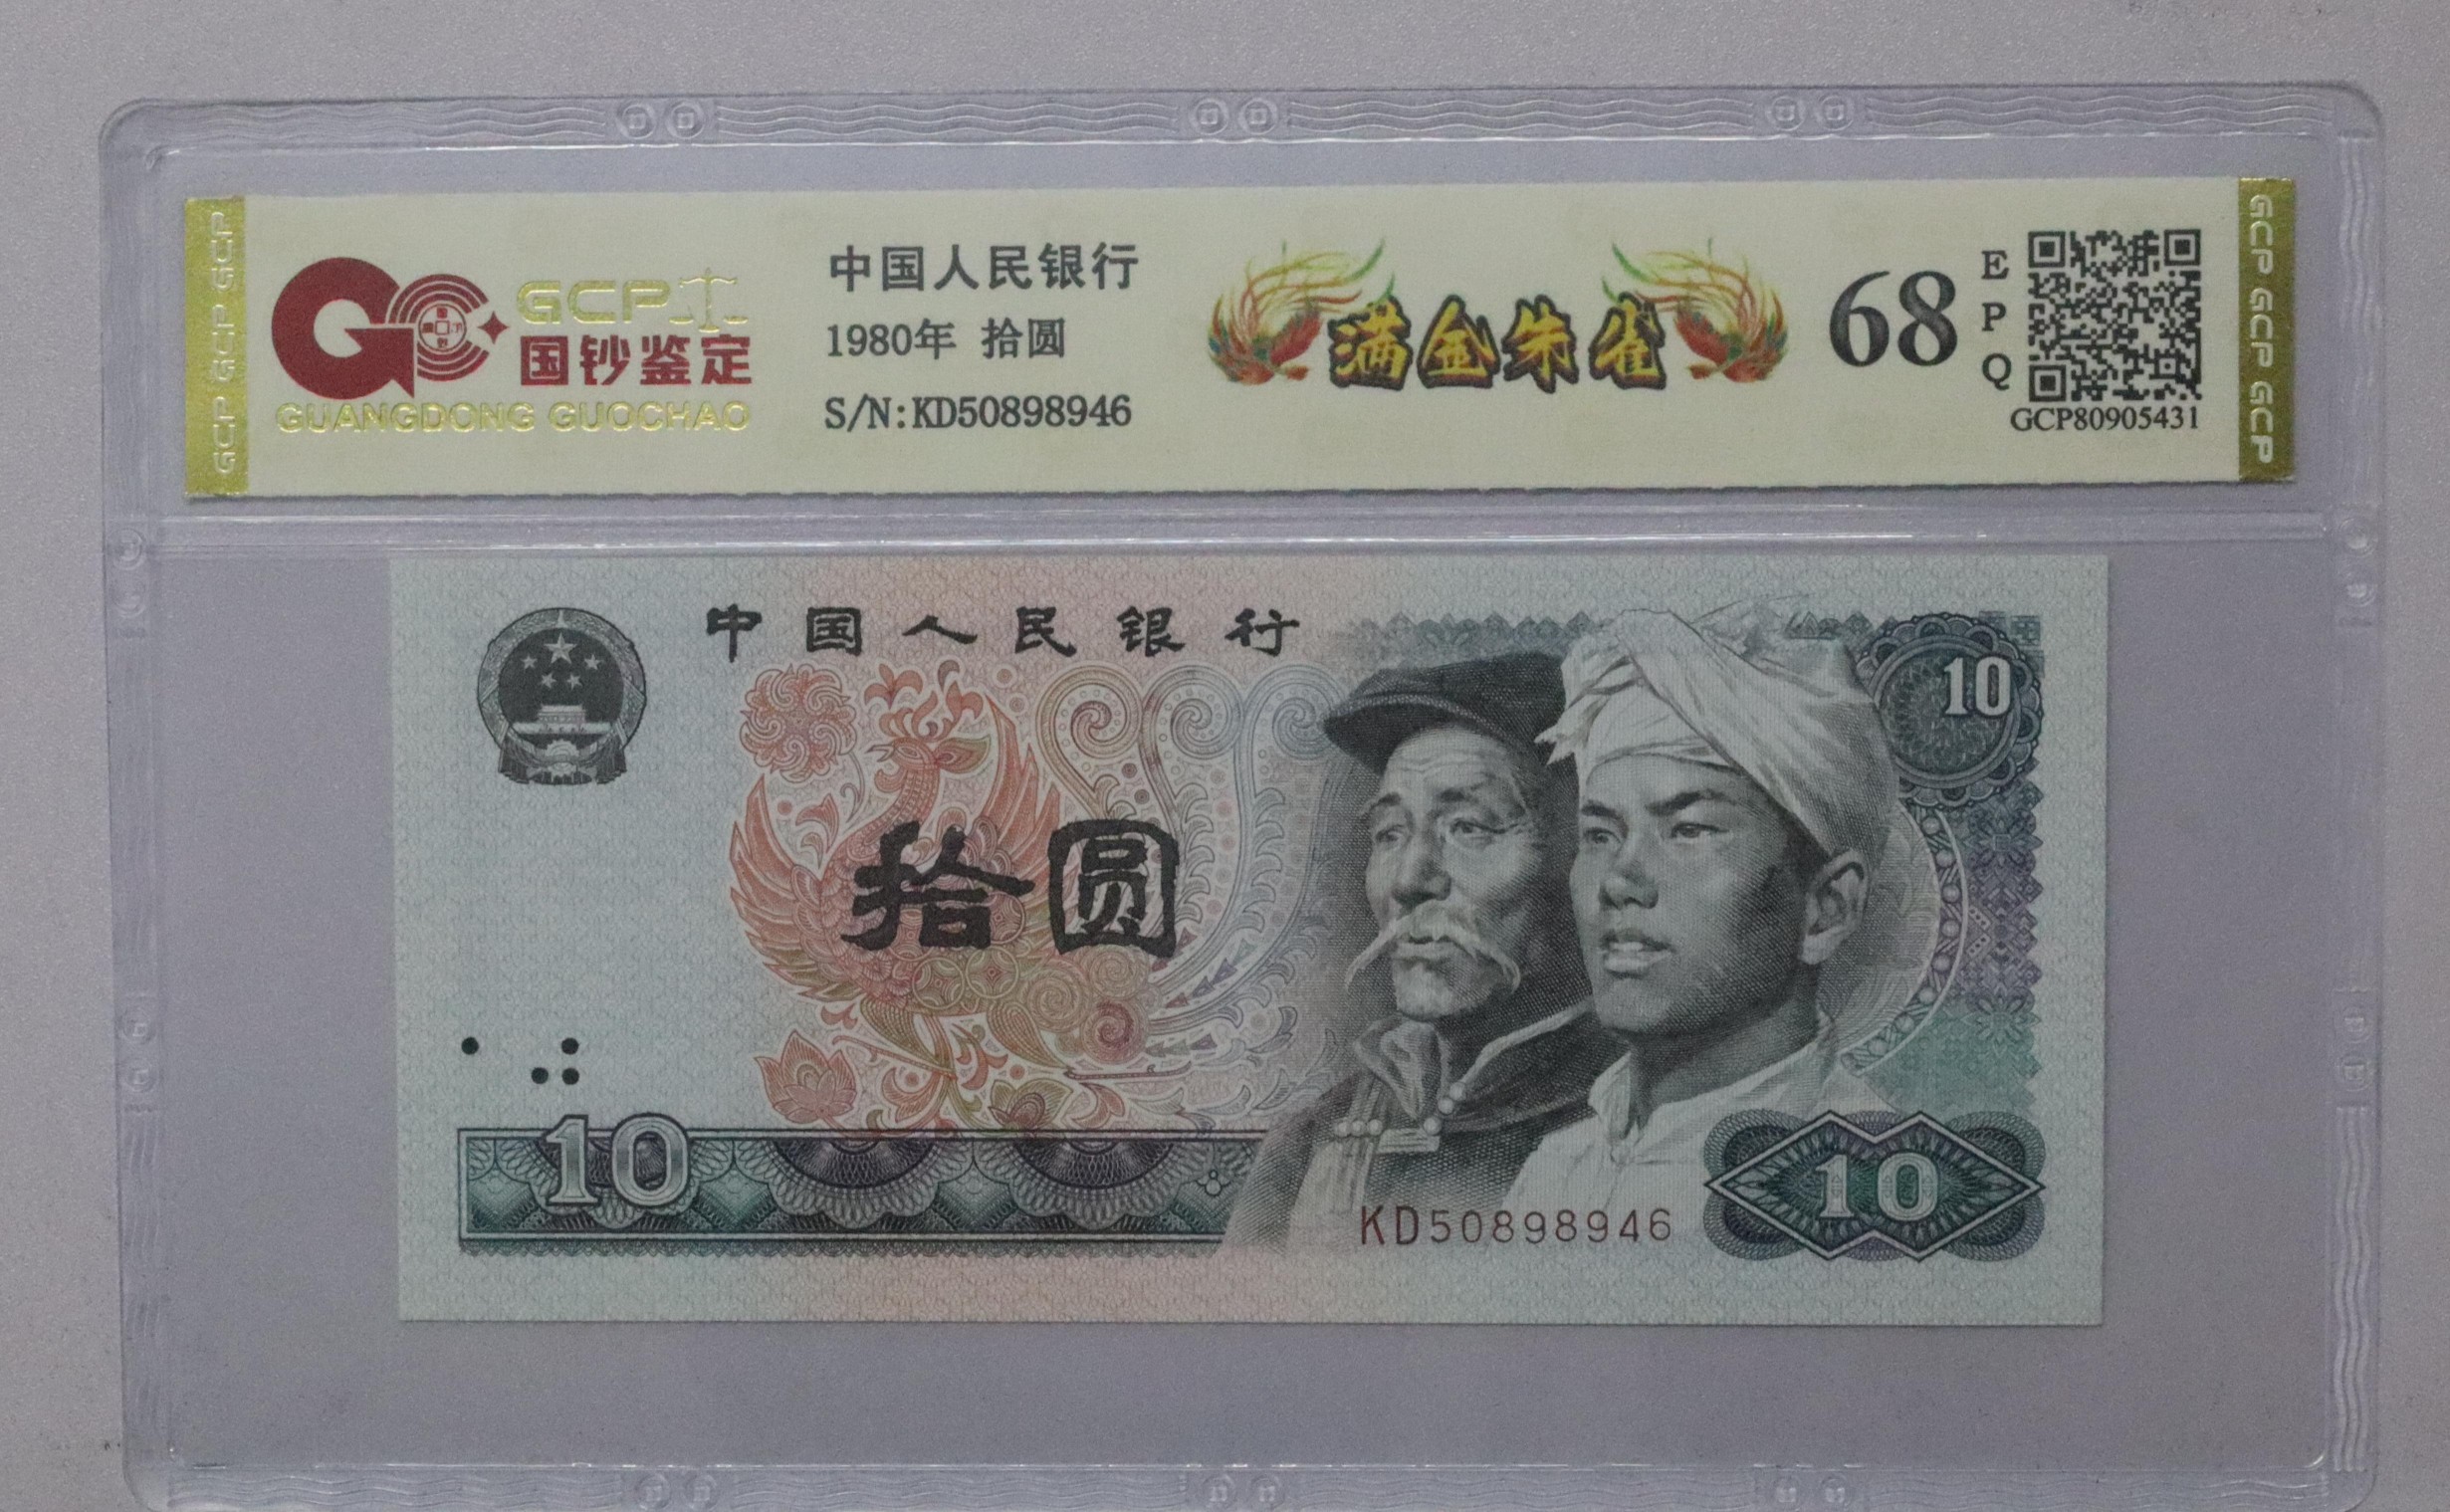 GCP
国钞鉴定
GUANGDONG GUOCHAO
中国人民银行
1980年 拾圆
S/N:KD50898946
满金朱雀
68
E
P
Q
GCP80905431
GCP GCP GCP
GCP GCP GCP
中国人民银行
10
拾圆
10
KD50898946
10